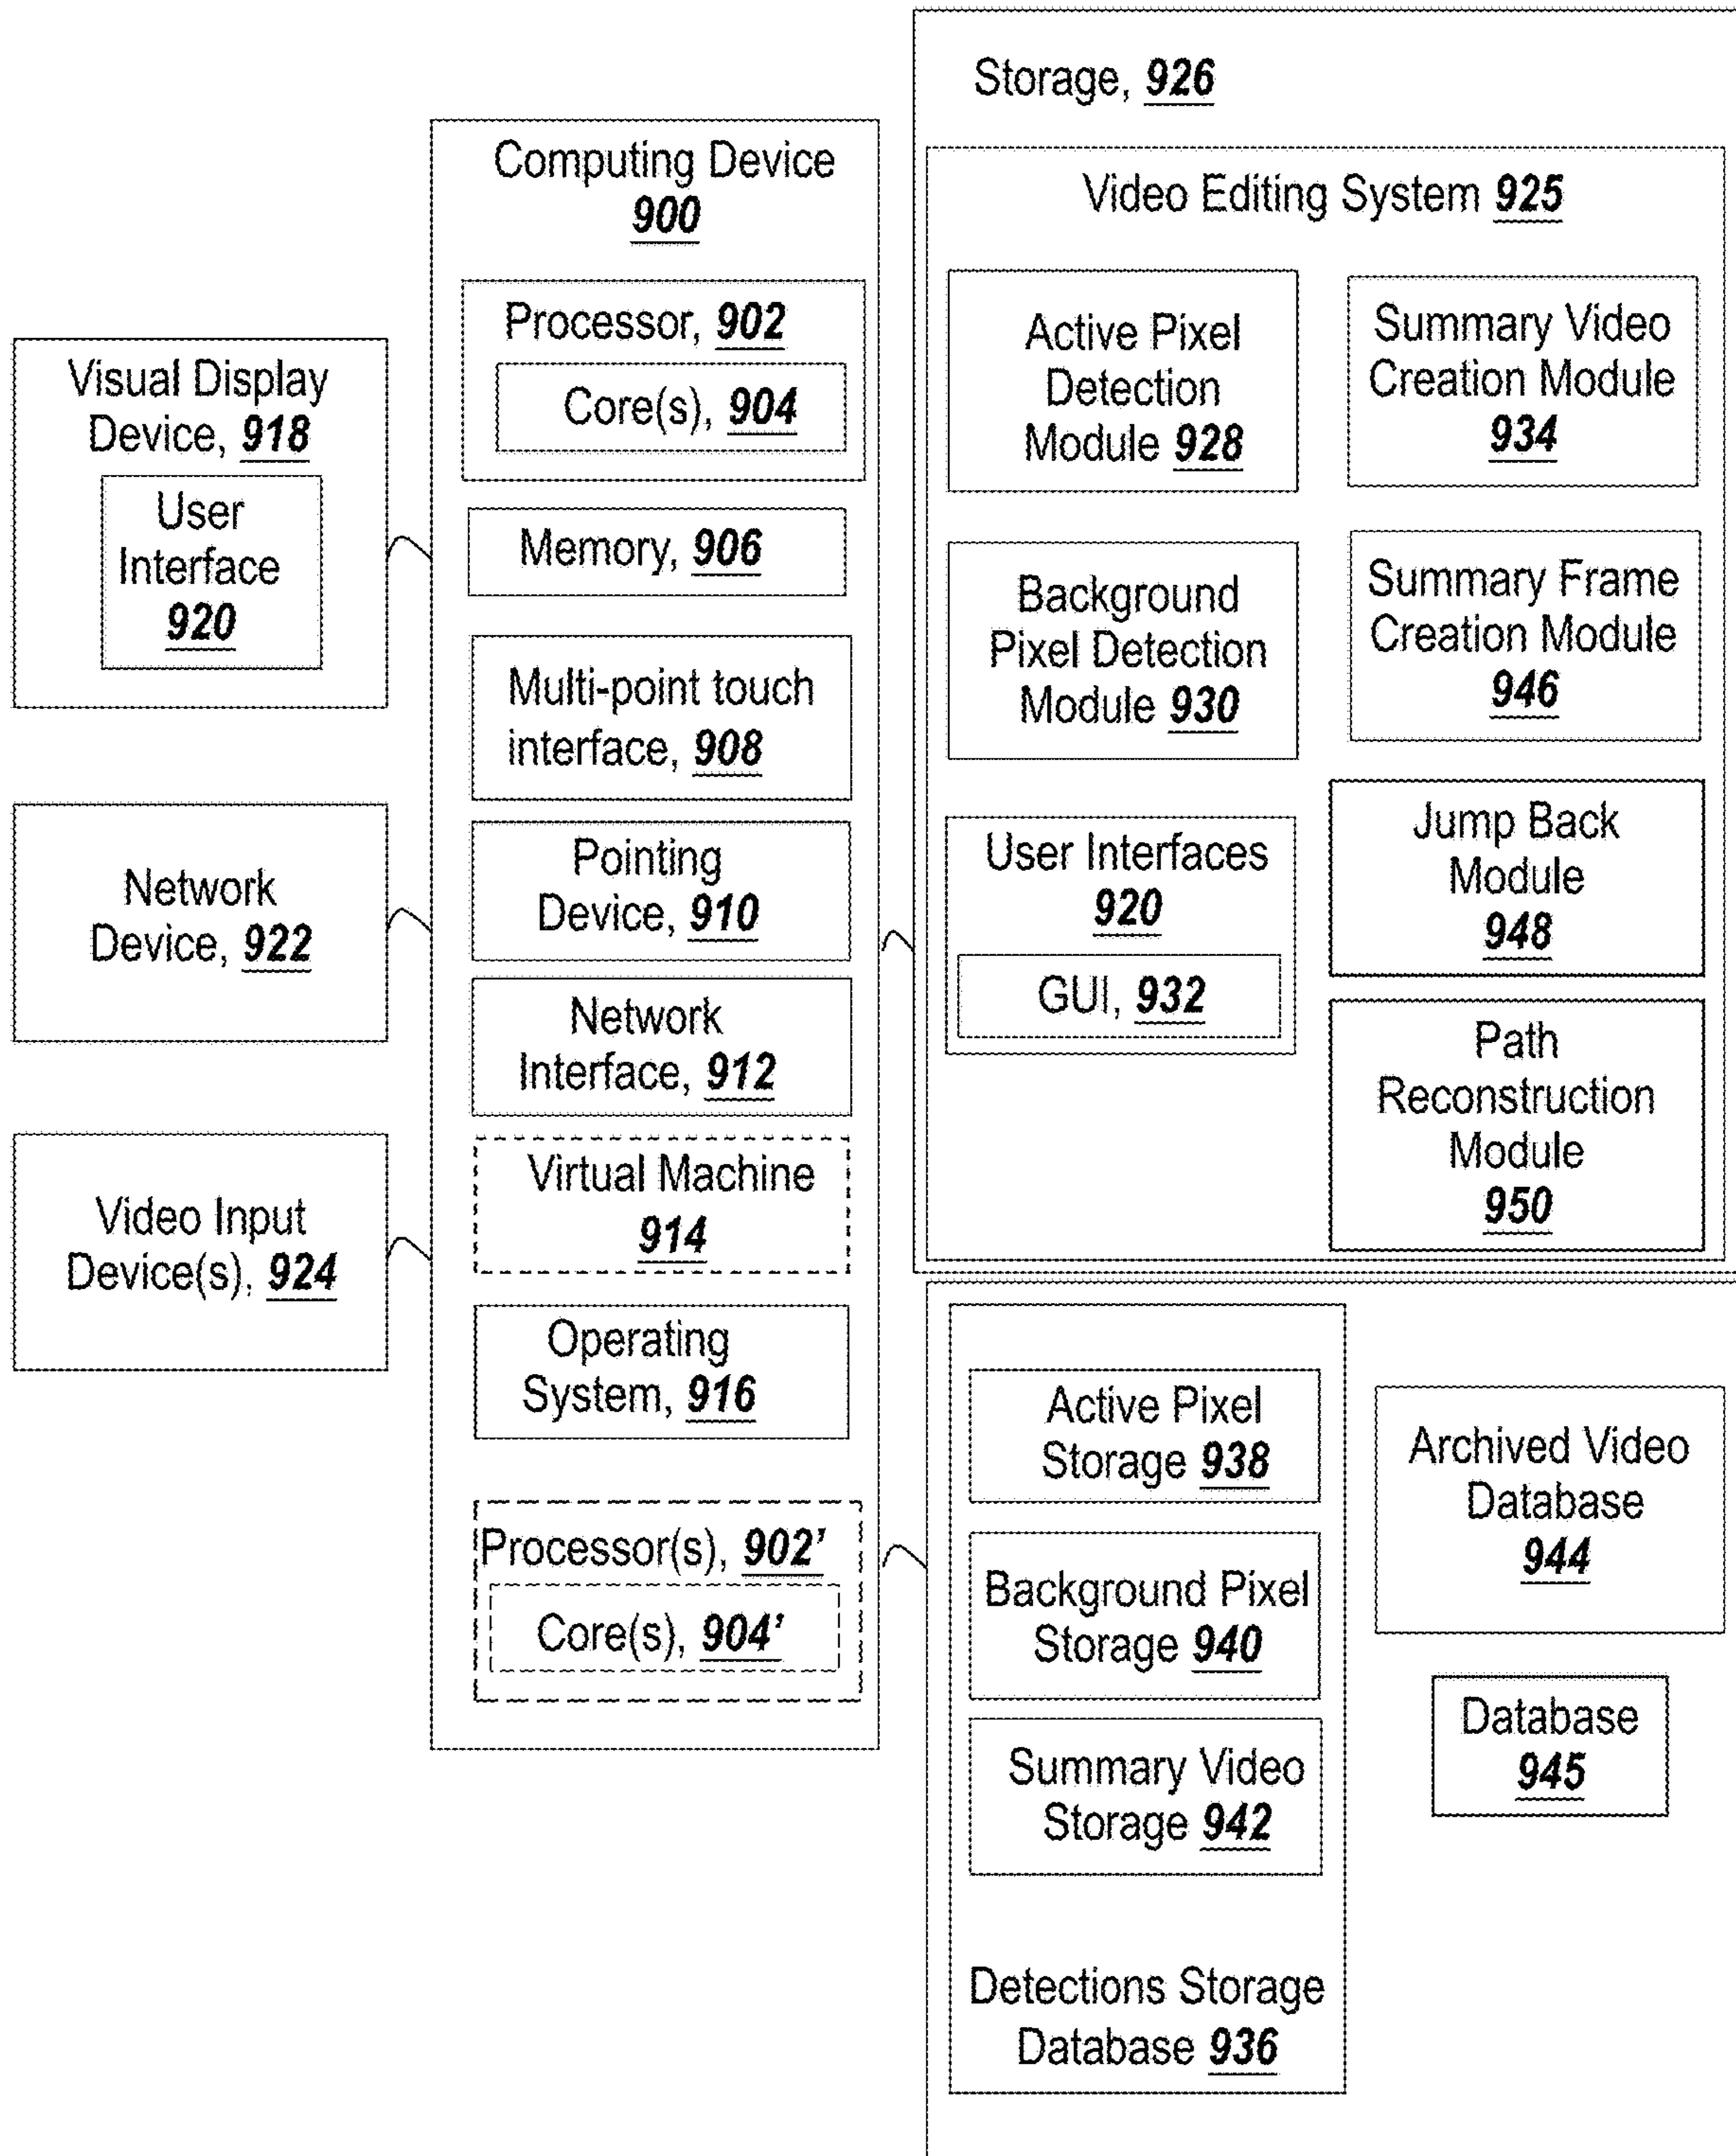 Storage, 926
Video Editing System 925
Active Pixel
Detection
Module 928
Summary Video
Creation Module
934
Background
Pixel Detection
Module 930
Summary Frame
Creation Module
946
User Interfaces
920
GUI, 932
Jump Back
Module
948
Path
Reconstruction
Module
950
Computing Device
900
Processor, 902
Core(s), 904
Memory, 906
Multi-point touch
interface, 908
Pointing
Device, 910
Network
Interface, 912
Virtual Machine
914
Operating
System, 916
Processor(s), 902’
Core(s), 904’
Visual Display
Device, 918
User
Interface
920
Network
Device, 922
Video Input
Device(s), 924
Active Pixel
Storage 938
Background Pixel
Storage 940
Summary Video
Storage 942
Detections Storage
Database 936
Archived Video
Database
944
Database
945